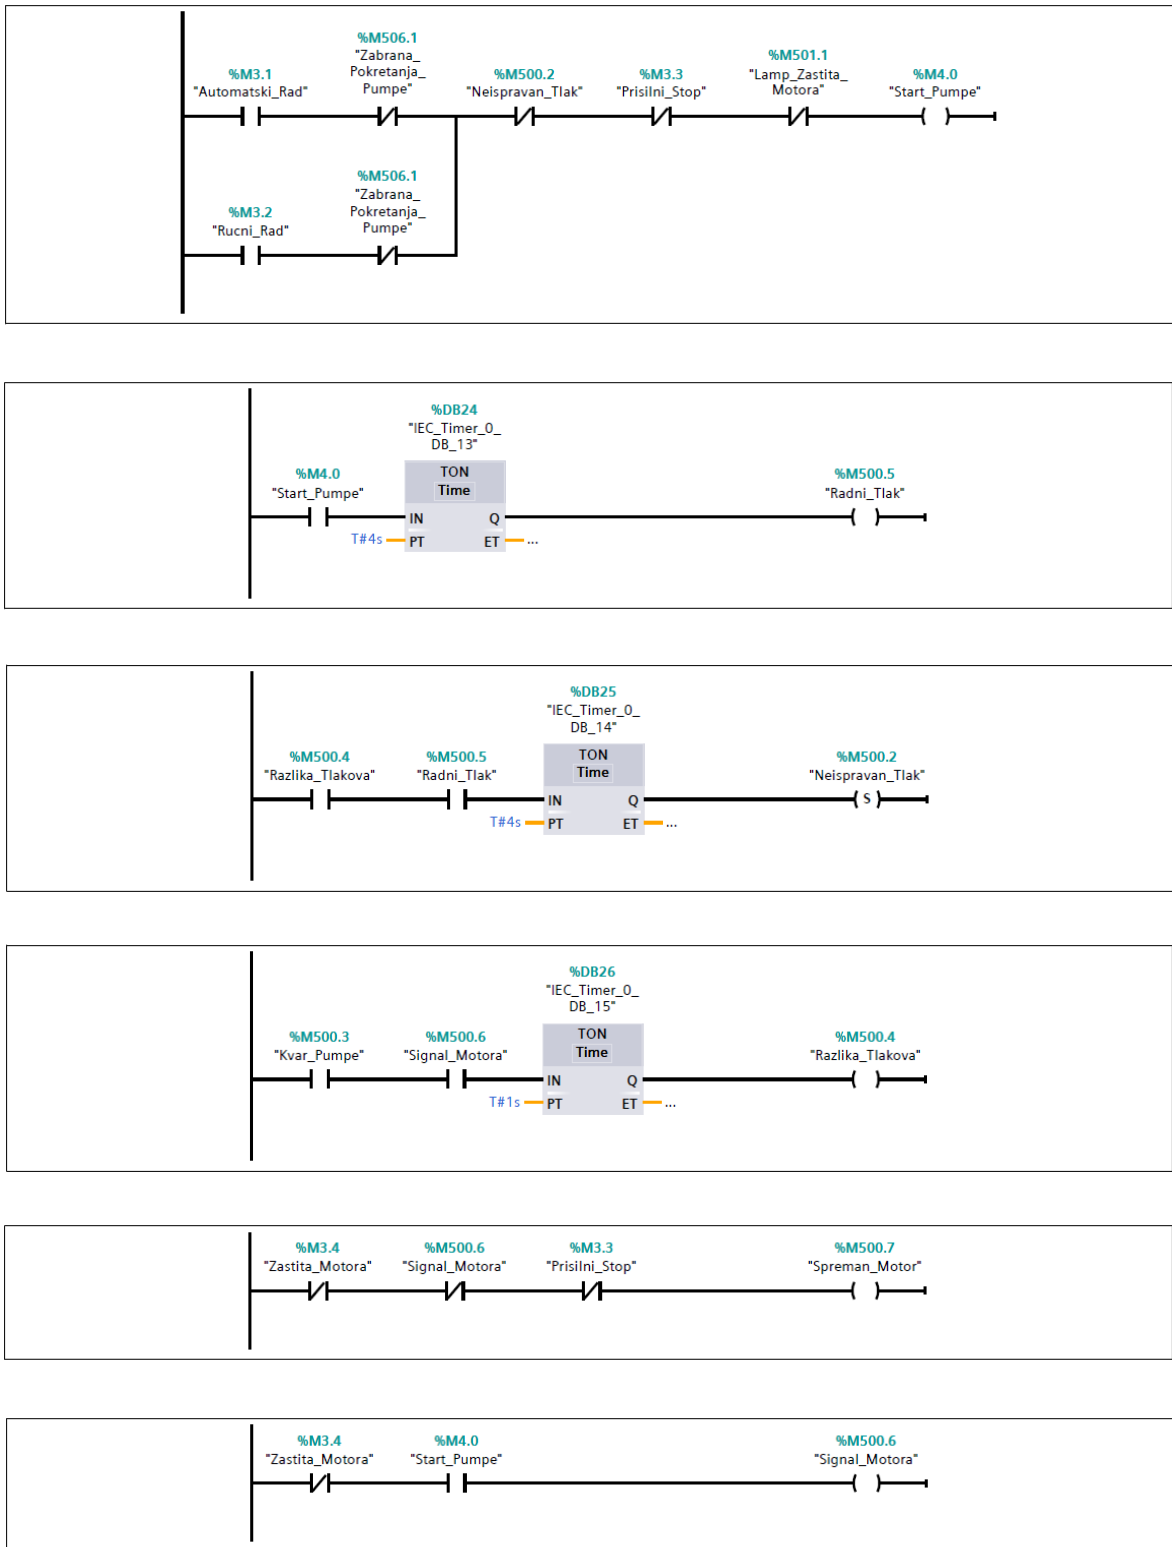 %M506.1
"Zabrana_
Pokretanja_
Pumpe"
%M3.1
"Automatski_Rad"
%M500.2
"Neispravan_Tlak"
%M3.3
"Prisilni_Stop"
%M501.1
"Lamp_Zastita_
Motora"
%M4.0
"Start_Pumpe"
%M506.1
"Zabrana_
Pokretanja_
Pumpe"
%M3.2
"Rucni_Rad"
%DB24
"IEC_Timer_0_
DB_13"
%M4.0
"Start_Pumpe"
TON
Time
IN Q
T#4s PT ET ...
%M500.5
"Radni_Tlak"
%DB25
"IEC_Timer_0_
DB_14"
%M500.4
"Razlika_Tlakova"
%M500.5
"Radni_Tlak"
TON
Time
IN Q
T#4s PT ET ...
%M500.2
"Neispravan_Tlak"
S
%DB26
"IEC_Timer_0_
DB_15"
%M500.3
"Kvar_Pumpe"
%M500.6
"Signal_Motora"
TON
Time
IN Q
T#1s PT ET ...
%M500.4
"Razlika_Tlakova"
%M3.4
"Zastita_Motora"
%M500.6
"Signal_Motora"
%M3.3
"Prisilni_Stop"
%M500.7
"Spreman_Motor"
%M3.4
"Zastita_Motora"
%M4.0
"Start_Pumpe"
%M500.6
"Signal_Motora"